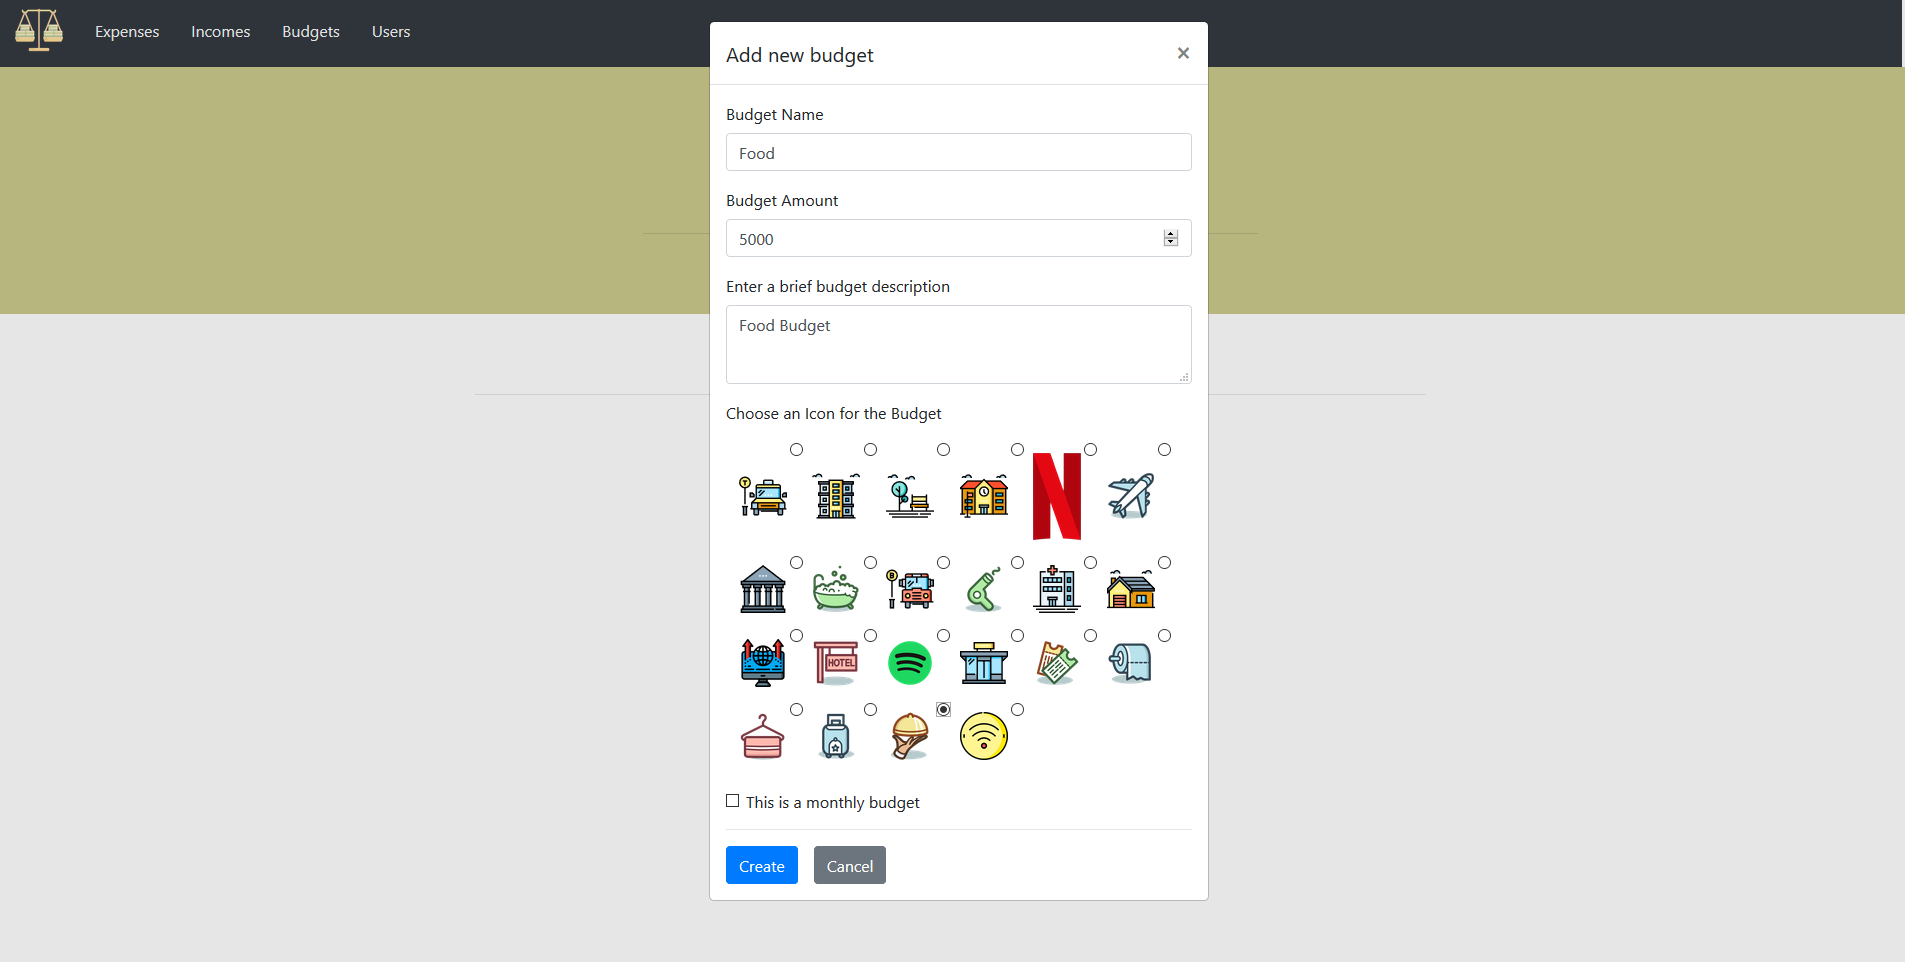 Expenses Incomes Budgets Users
Add new budget ×
Budget Name
Food
Budget Amount
5000
Enter a brief budget description
Food Budget
Choose an Icon for the Budget
T
N
B
HOTEL
This is a monthly budget
Create Cancel